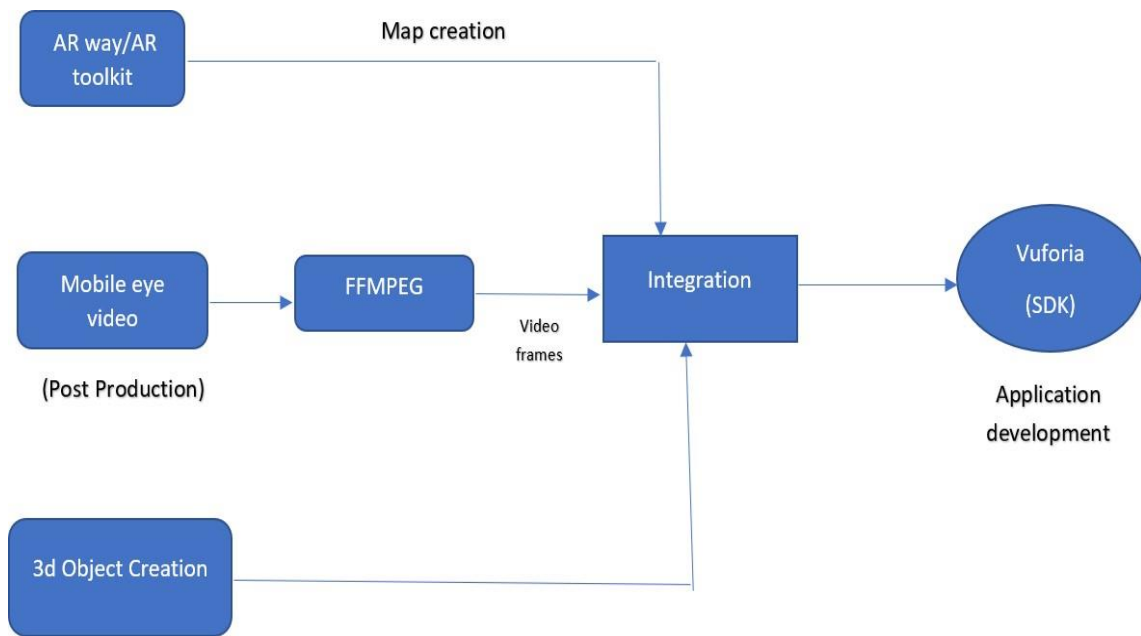 AR way/AR
toolkit
Map creation
Mobile eye
video
(Post Production)
FFMPEG
Video
frames
Integration
Vuforia
(SDK)
Application
development
3d Object Creation